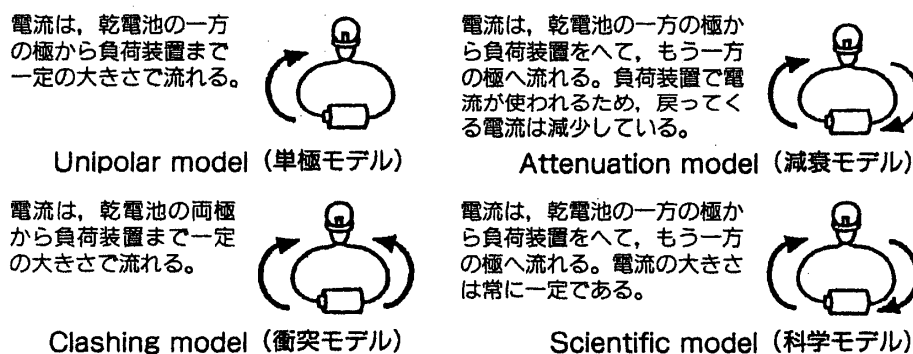 電流は，乾電池の一方
の極から負荷装置まで
一定の大きさで流れる。
Unipolar model（単極モデル）
電流は，乾電池の一方の極か
ら負荷装置をへて，もう一方
の極へ流れる。負荷装置で電
流が使われるため，戻ってく
る電流は減少している。
Attenuation model（減衰モデル）
電流は，乾電池の両極
から負荷装置まで一定
の大きさで流れる。
Clashing model（衝突モデル）
電流は，乾電池の一方の極か
ら負荷装置をへて，もう一方
の極へ流れる。電流の大きさ
は常に一定である。
Scientific model（科学モデル）